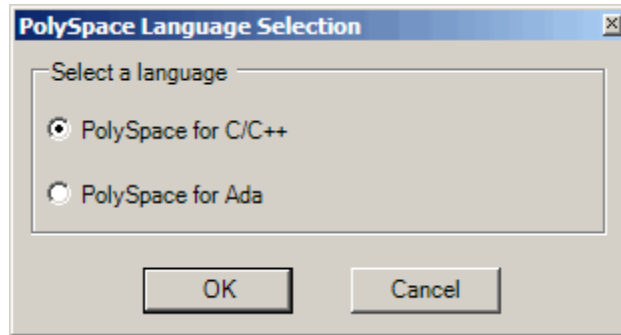 PolySpace Language Selection
Select a language
PolySpace for C/C++
PolySpace for Ada
OK Cancel